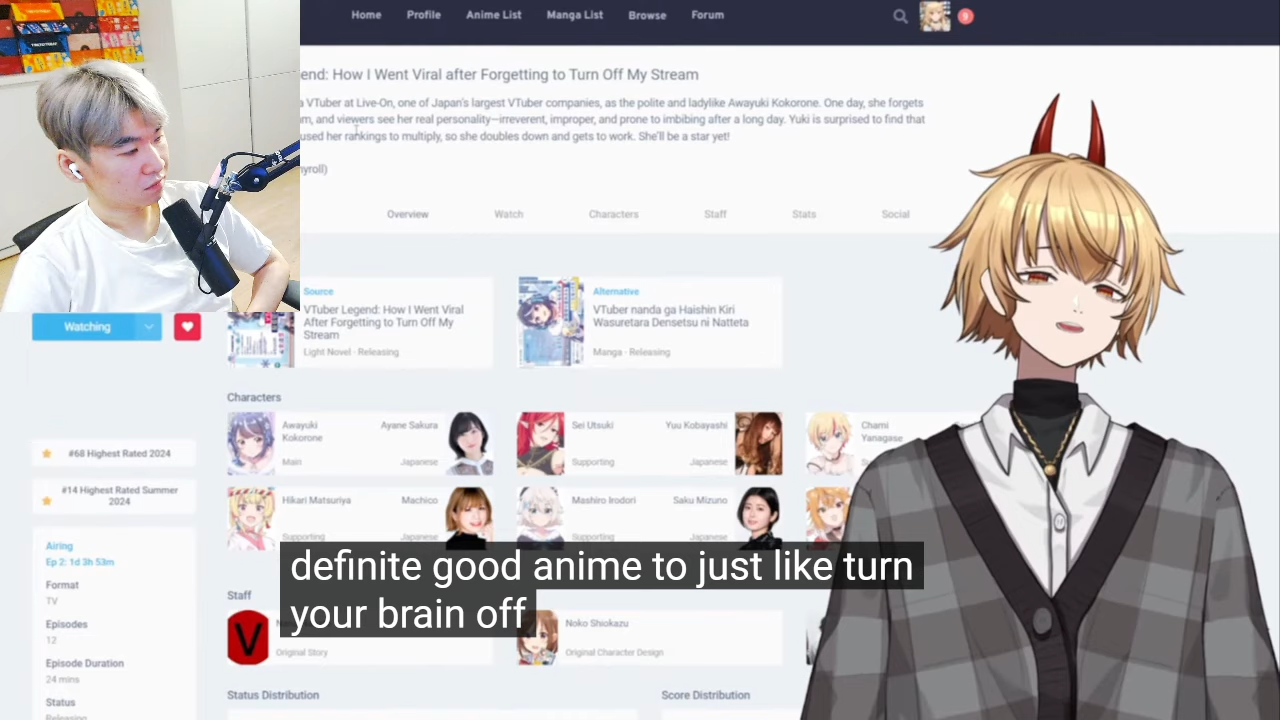 Home Profile Anime List Manga List Browse Forum 9
end: How I Went Viral after Forgetting to Turn Off My Stream
a VTuber at Live-On, one of Japan's largest VTuber companies, as the polite and ladylike Awayuki Kokorone. One day, she forgets
m, and viewers see her real personality—irreverent, improper, and prone to imbibing after a long day. Yuki is surprised to find that
used her rankings to multiply, so she doubles down and gets to work. She'll be a star yet!
nyroll)
Overview Watch Characters Staff Stats Social
Watching
Source
VTuber Legend: How I Went Viral
After Forgetting to Turn Off My
Stream
Light Novel · Releasing
Alternative
VTuber nanda ga Haishin Kiri
Wasuretara Densetsu ni Natteta
Manga · Releasing
Characters
Awayuki
Kokorone
Main
Ayane Sakura
Japanese
Sei Utsuki
Supporting
Yuu Kobayashi
Japanese
Chami
Yanagase
Hikari Matsuriya
Supporting
Machico
Japanese
Mashiro Irodori
Supporting
Saku Mizuno
Japanese
#68 Highest Rated 2024
#14 Highest Rated Summer
2024
Airing
Ep 2: 1d 3h 53m
Format
TV
Episodes
12
Episode Duration
24 mins
Status
Releasing
definite good anime to just like turn
your brain off
Staff
V
Original Story
Noko Shiokazu
Original Character Design
Status Distribution
Score Distribution